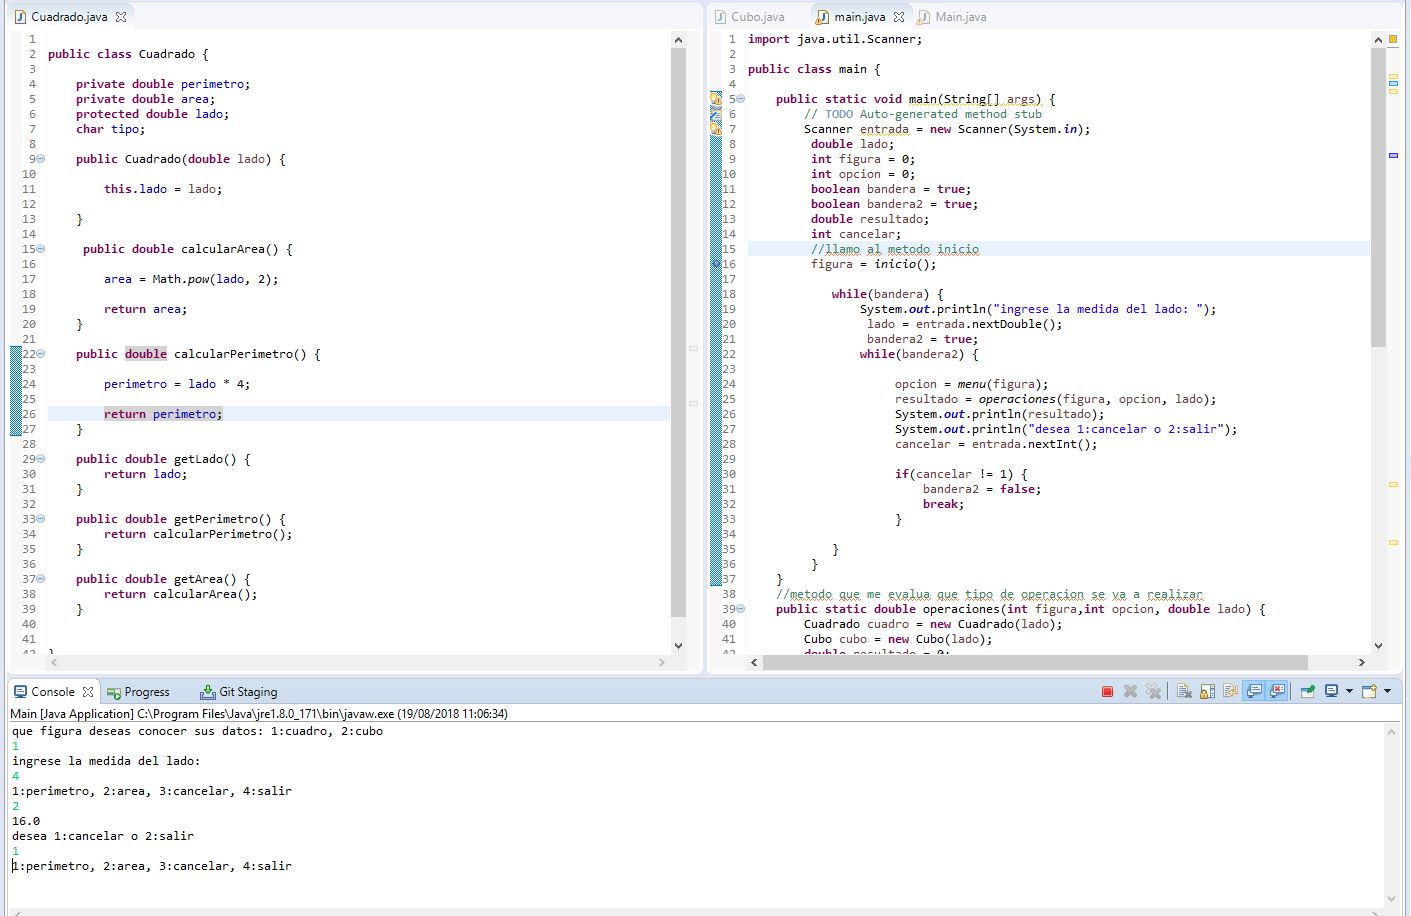 Cuadrado.java
1
2 public class Cuadrado {
3
4 private double perimetro;
5 private double area;
6 protected double lado;
7 char tipo;
8
9 public Cuadrado(double lado) {
10
11 this.lado = lado;
12
13 }
14
15 public double calcularArea() {
16
17 area = Math.pow(lado, 2);
18
19 return area;
20 }
21
22 public double calcularPerimetro() {
23
24 perimetro = lado * 4;
25
26 return perimetro;
27 }
28
29 public double getLado() {
30 return lado;
31 }
32
33 public double getPerimetro() {
34 return calcularPerimetro();
35 }
36
37 public double getArea() {
38 return calcularArea();
39 }
40
41
42 }
Cubo.java main.java Main.java
1 import java.util.Scanner;
2
3 public class main {
4
5 public static void main(String[] args) {
6 // TODO Auto-generated method stub
7 Scanner entrada = new Scanner(System.in);
8 double lado;
9 int figura = 0;
10 int opcion = 0;
11 boolean bandera = true;
12 boolean bandera2 = true;
13 double resultado;
14 int cancelar;
15 //llamo al metodo inicio
16 figura = inicio();
17
18 while(bandera) {
19 System.out.println("ingrese la medida del lado: ");
20 lado = entrada.nextDouble();
21 bandera2 = true;
22 while(bandera2) {
23
24 opcion = menu(figura);
25 resultado = operaciones(figura, opcion, lado);
26 System.out.println(resultado);
27 System.out.println("desea 1:cancelar o 2:salir");
28 cancelar = entrada.nextInt();
29
30 if(cancelar != 1) {
31 bandera2 = false;
32 break;
33 }
34
35 }
36 }
37 }
38 //metodo que me evalua que tipo de operacion se va a realizar
39 public static double operaciones(int figura,int opcion, double lado) {
40 Cuadrado cuadro = new Cuadrado(lado);
41 Cubo cubo = new Cubo(lado);
42 double resultado = 0;
Console Progress Git Staging
Main [Java Application] C:\Program Files\Java\jre1.8.0_171\bin\javaw.exe (19/08/2018 11:06:34)
que figura deseas conocer sus datos: 1:cuadro, 2:cubo
1
ingrese la medida del lado:
4
1:perimetro, 2:area, 3:cancelar, 4:salir
2
16.0
desea 1:cancelar o 2:salir
1
1:perimetro, 2:area, 3:cancelar, 4:salir